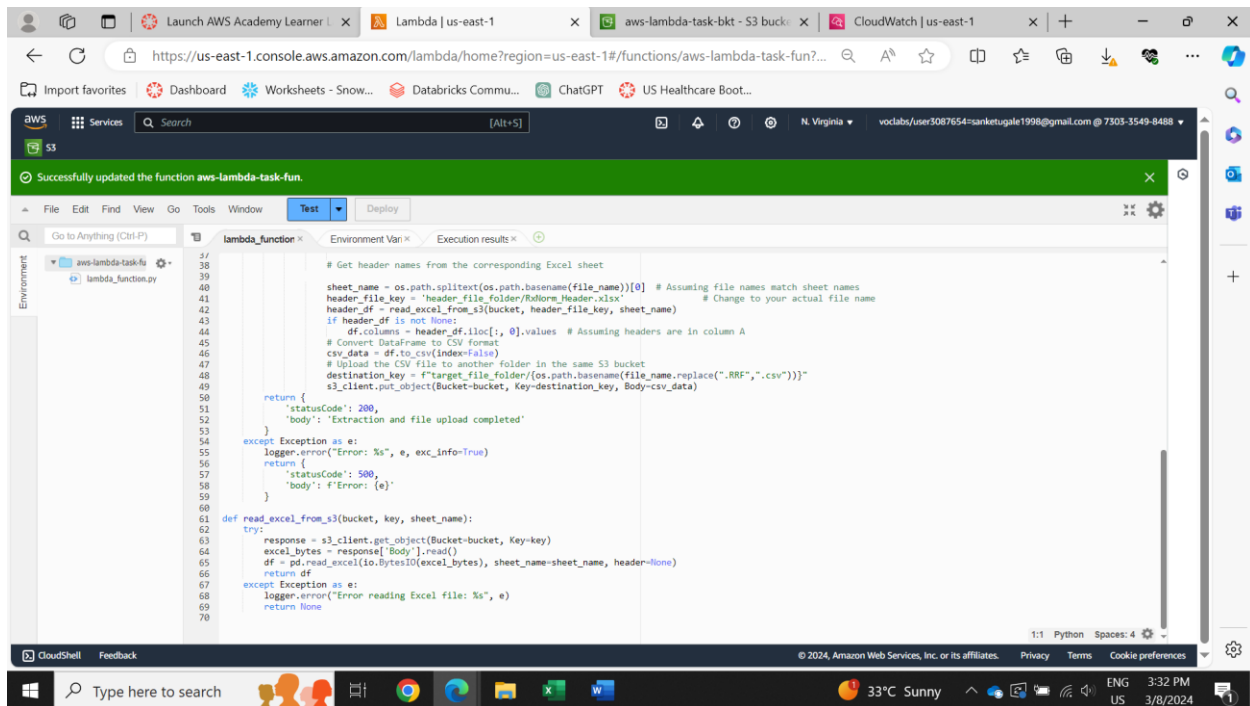 Launch AWS Academy Learner L
Lambda | us-east-1
aws-lambda-task-bkt - S3 bucke
CloudWatch | us-east-1
https://us-east-1.console.aws.amazon.com/lambda/home?region=us-east-1#/functions/aws-lambda-task-fun?...
Import favorites Dashboard Worksheets - Snow... Databricks Commu... ChatGPT US Healthcare Boot...
aws Services Search [Alt+S] N. Virginia voclabs/user3087654=sanketugale1998@gmail.com @ 7303-3549-8488
S3
Successfully updated the function aws-lambda-task-fun.
File Edit Find View Go Tools Window Test Deploy
Go to Anything (Ctrl-P) lambda_function Environment Vari Execution results
Environment
aws-lambda-task-fu
lambda_function.py
37
38 # Get header names from the corresponding Excel sheet
39
40 sheet_name = os.path.splitext(os.path.basename(file_name))[0] # Assuming file names match sheet names
41 header_file_key = 'header_file_folder/RxNorm_Header.xlsx' # Change to your actual file name
42 header_df = read_excel_from_s3(bucket, header_file_key, sheet_name)
43 if header_df is not None:
44 df.columns = header_df.iloc[:, 0].values # Assuming headers are in column A
45 # Convert DataFrame to CSV format
46 csv_data = df.to_csv(index=False)
47 # Upload the CSV file to another folder in the same S3 bucket
48 destination_key = f"target_file_folder/{os.path.basename(file_name.replace(".RRF",".csv"))}"
49 s3_client.put_object(Bucket=bucket, Key=destination_key, Body=csv_data)
50 return {
51 'statusCode': 200,
52 'body': 'Extraction and file upload completed'
53 }
54 except Exception as e:
55 logger.error("Error: %s", e, exc_info=True)
56 return {
57 'statusCode': 500,
58 'body': f'Error: {e}'
59 }
60
61 def read_excel_from_s3(bucket, key, sheet_name):
62 try:
63 response = s3_client.get_object(Bucket=bucket, Key=key)
64 excel_bytes = response['Body'].read()
65 df = pd.read_excel(io.BytesIO(excel_bytes), sheet_name=sheet_name, header=None)
66 return df
67 except Exception as e:
68 logger.error("Error reading Excel file: %s", e)
69 return None
70
1:1 Python Spaces: 4
CloudShell Feedback © 2024, Amazon Web Services, Inc. or its affiliates. Privacy Terms Cookie preferences
Type here to search 33°C Sunny ENG US 3:32 PM 3/8/2024